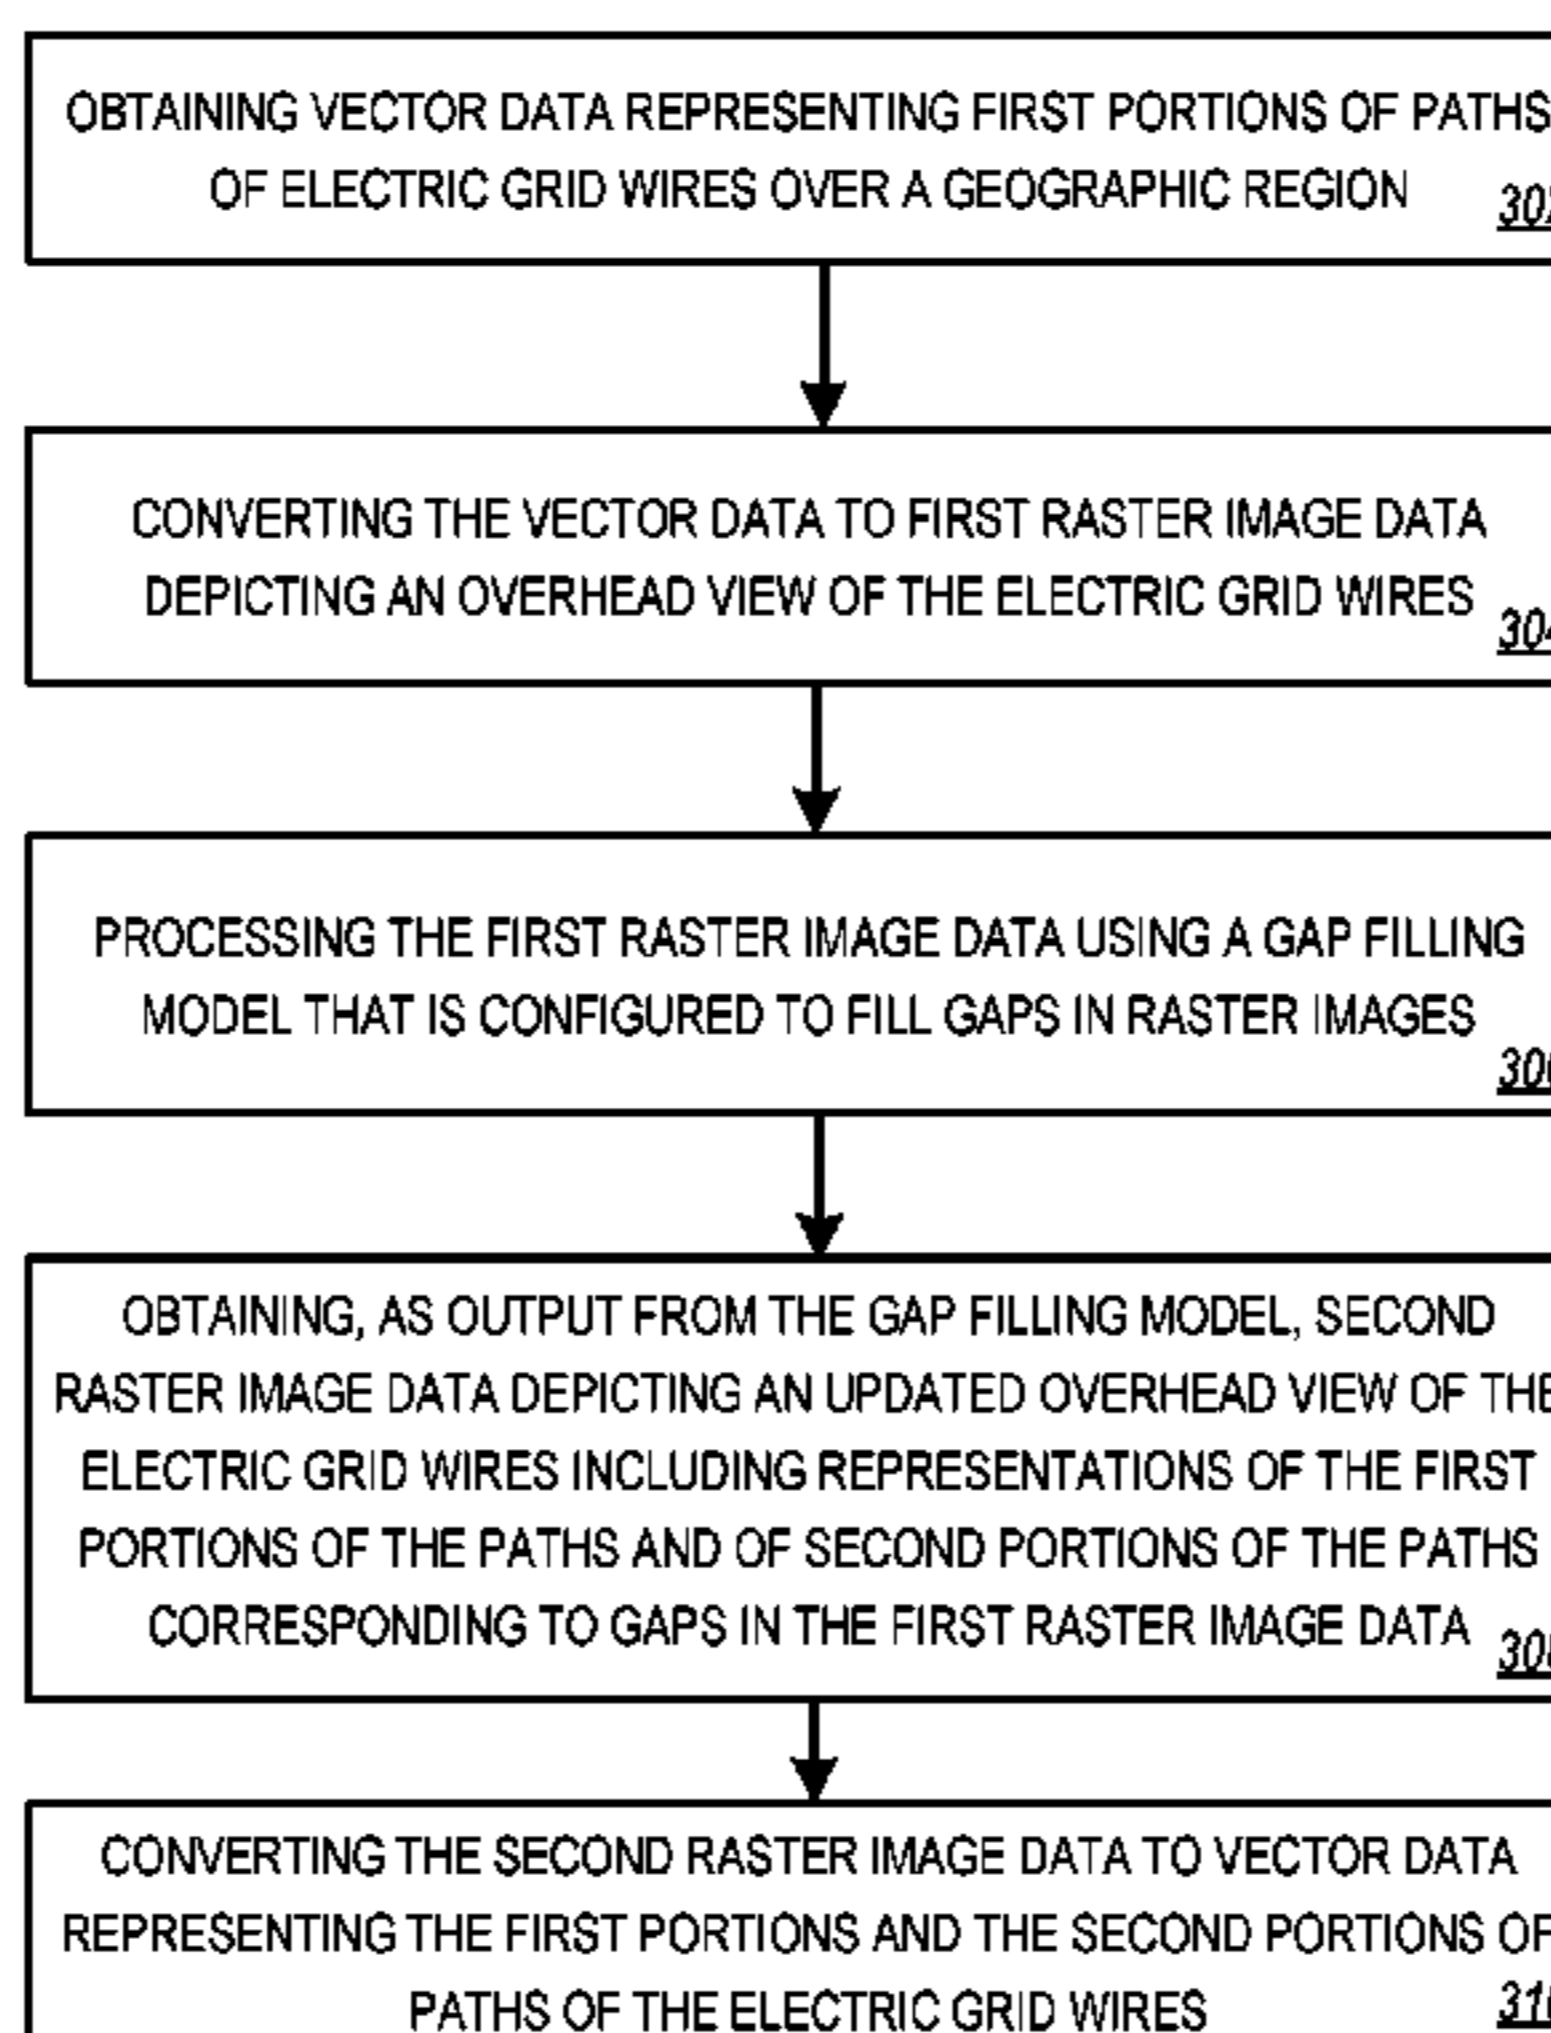 OBTAINING VECTOR DATA REPRESENTING FIRST PORTIONS OF PATHS
OF ELECTRIC GRID WIRES OVER A GEOGRAPHIC REGION
CONVERTING THE VECTOR DATA TO FIRST RASTER IMAGE DATA
DEPICTING AN OVERHEAD VIEW OF THE ELECTRIC GRID WIRES
PROCESSING THE FIRST RASTER IMAGE DATA USING A GAP FILLING
MODEL THAT IS CONFIGURED TO FILL GAPS IN RASTER IMAGES
OBTAINING, AS OUTPUT FROM THE GAP FILLING MODEL, SECOND
RASTER IMAGE DATA DEPICTING AN UPDATED OVERHEAD VIEW OF THE
ELECTRIC GRID WIRES INCLUDING REPRESENTATIONS OF THE FIRST
PORTIONS OF THE PATHS AND OF SECOND PORTIONS OF THE PATHS
CORRESPONDING TO GAPS IN THE FIRST RASTER IMAGE DATA
CONVERTING THE SECOND RASTER IMAGE DATA TO VECTOR DATA
REPRESENTING THE FIRST PORTIONS AND THE SECOND PORTIONS OF
PATHS OF THE ELECTRIC GRID WIRES